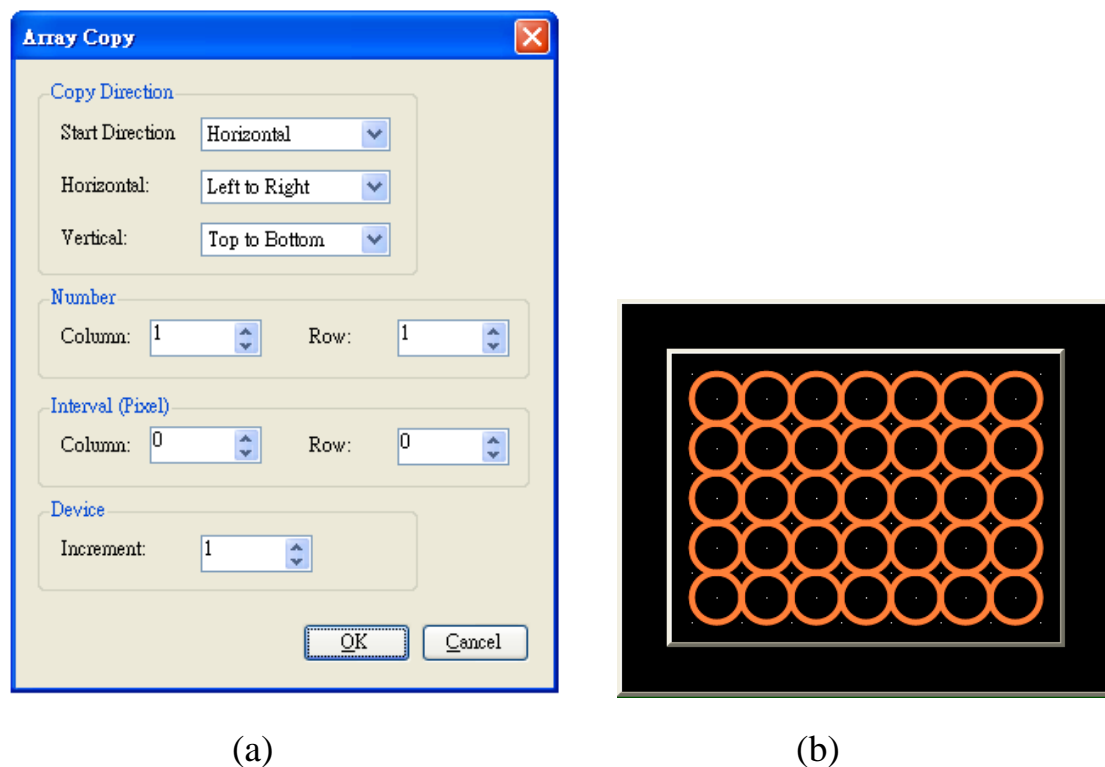 Array Copy
Copy Direction
Start Direction Horizontal
Horizontal: Left to Right
Vertical: Top to Bottom
Number
Column: 1 Row: 1
Interval (Pixel)
Column: 0 Row: 0
Device
Increment: 1
OK Cancel
(a) (b)